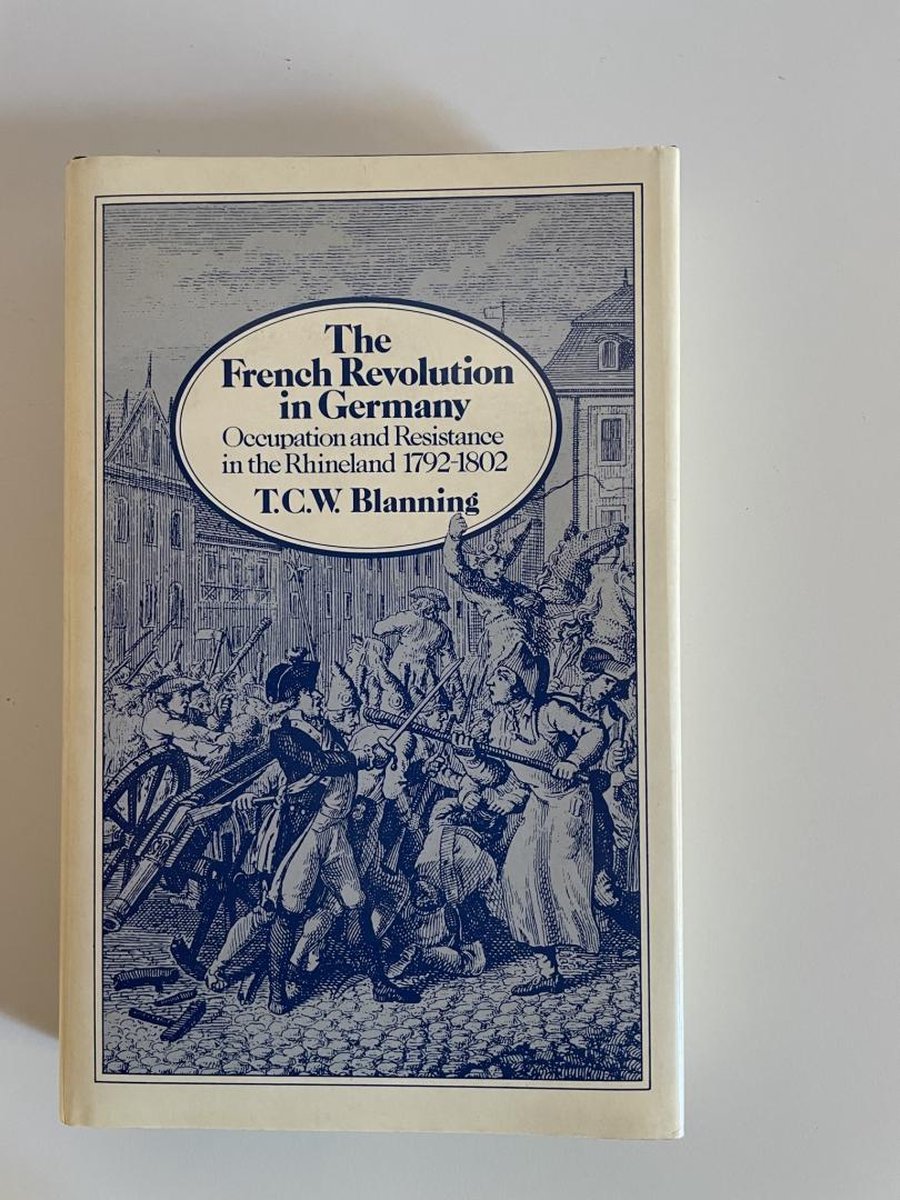 The
French Revolution
in Germany
Occupation and Resistance
in the Rhineland 1792-1802
T.C.W. Blanning